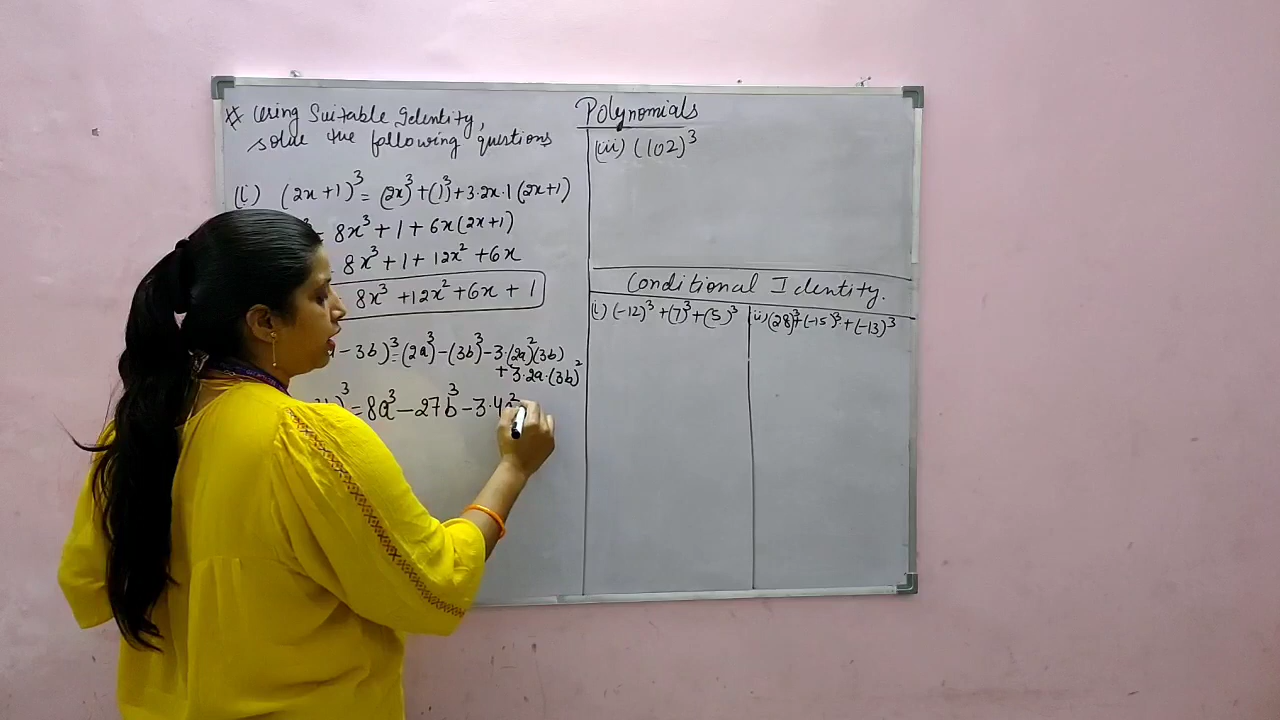 * Using Suitable Identity,
solve the following questions
(i) (2x+1)³ = (2x)³+(1)³+3·2x·1(2x+1)
= 8x³+1+6x(2x+1)
8x³+1+12x²+6x
8x³+12x²+6x+1
- 3b)³=(2a)³-(3b)³-3·(2a)²(3b)
+3·2a·(3b)²
)³=8a³-27b³-3·4a²
Polynomials
(iii) (102)³
Conditional Identity.
(i) (-12)³+(7)³+(5)³
(ii) (28)³+(-15)³+(-13)³